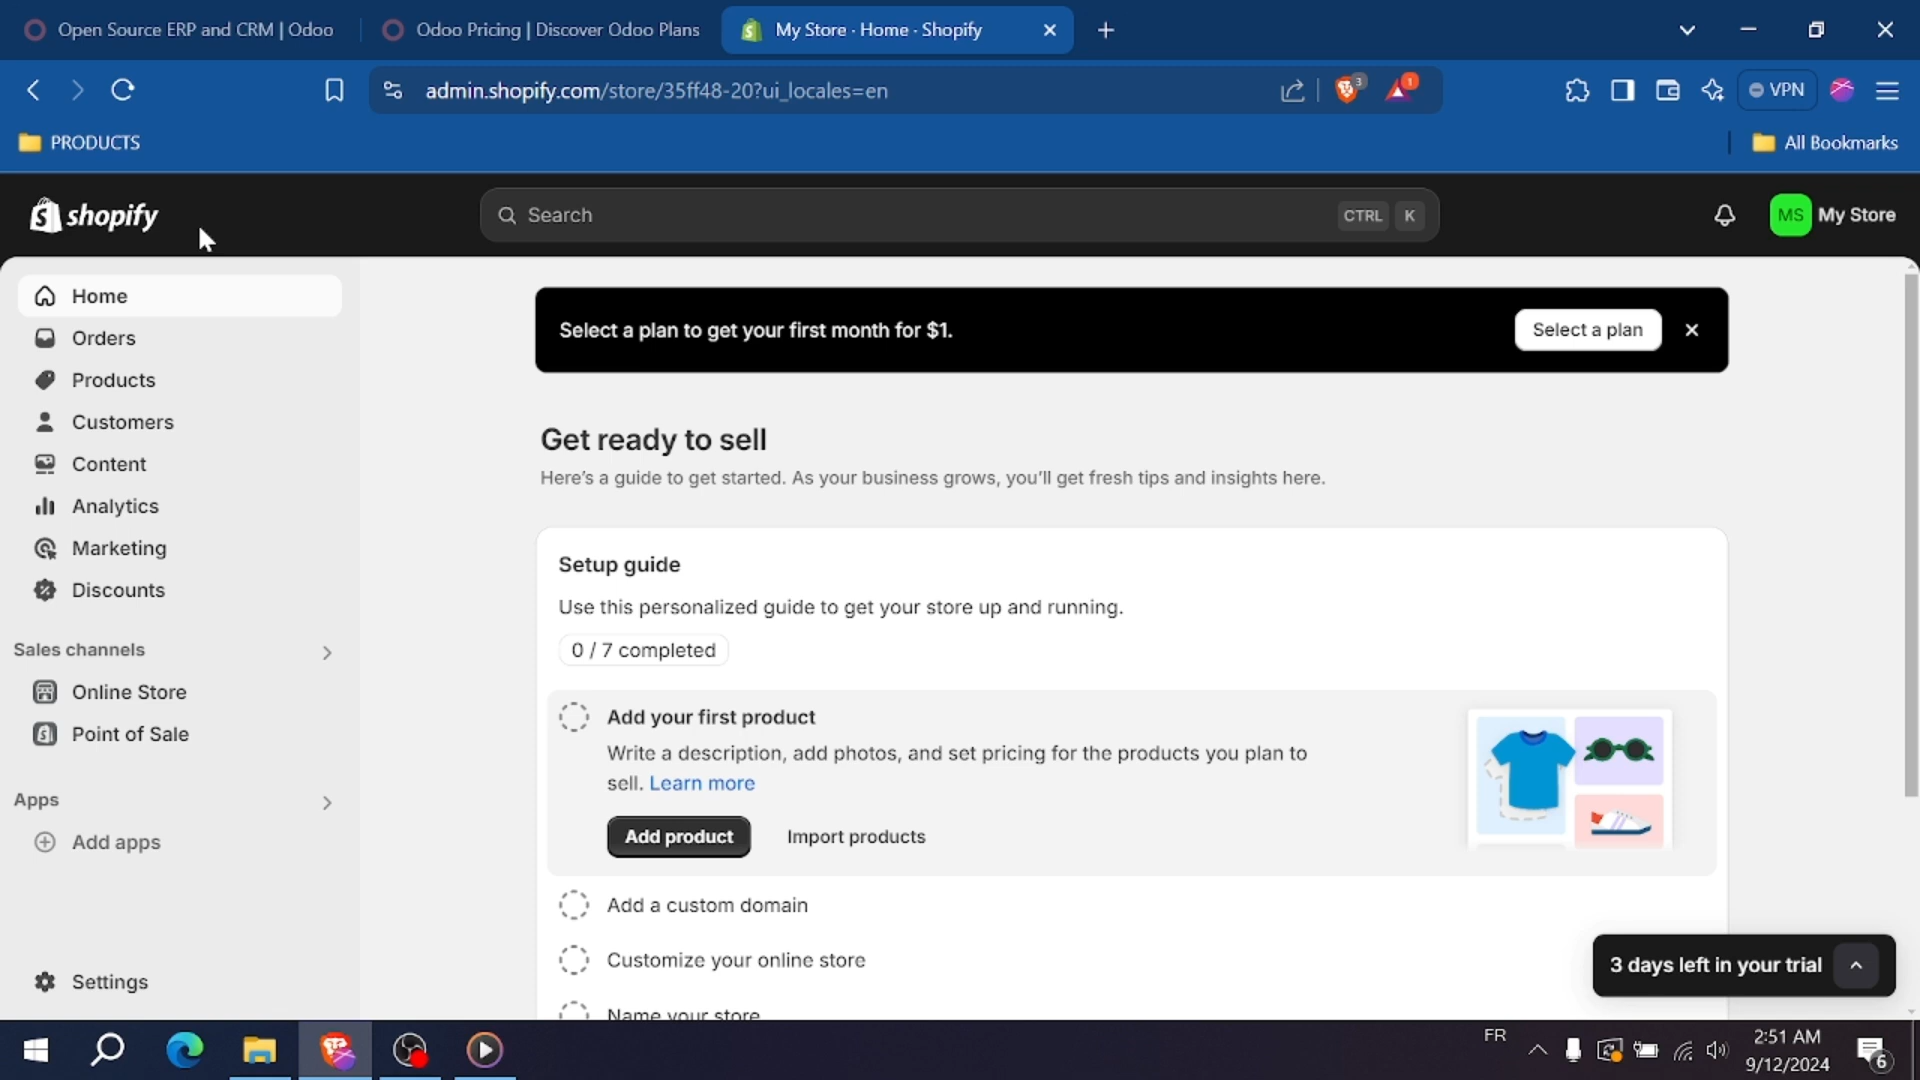 Open Source ERP and CRM | Odoo
Odoo Pricing | Discover Odoo Plans
My Store · Home · Shopify
admin.shopify.com/store/35ff48-20?ui_locales=en
3
1
VPN
PRODUCTS
All Bookmarks
shopify
Search
CTRL K
MS My Store
Home
Orders
Products
Customers
Content
Analytics
Marketing
Discounts
Sales channels
Online Store
Point of Sale
Apps
Add apps
Settings
Select a plan to get your first month for $1.
Select a plan
Get ready to sell
Here's a guide to get started. As your business grows, you'll get fresh tips and insights here.
Setup guide
Use this personalized guide to get your store up and running.
0 / 7 completed
Add your first product
Write a description, add photos, and set pricing for the products you plan to
sell. Learn more
Add product
Import products
Add a custom domain
Customize your online store
Name your store
3 days left in your trial
FR
2:51 AM
9/12/2024
6